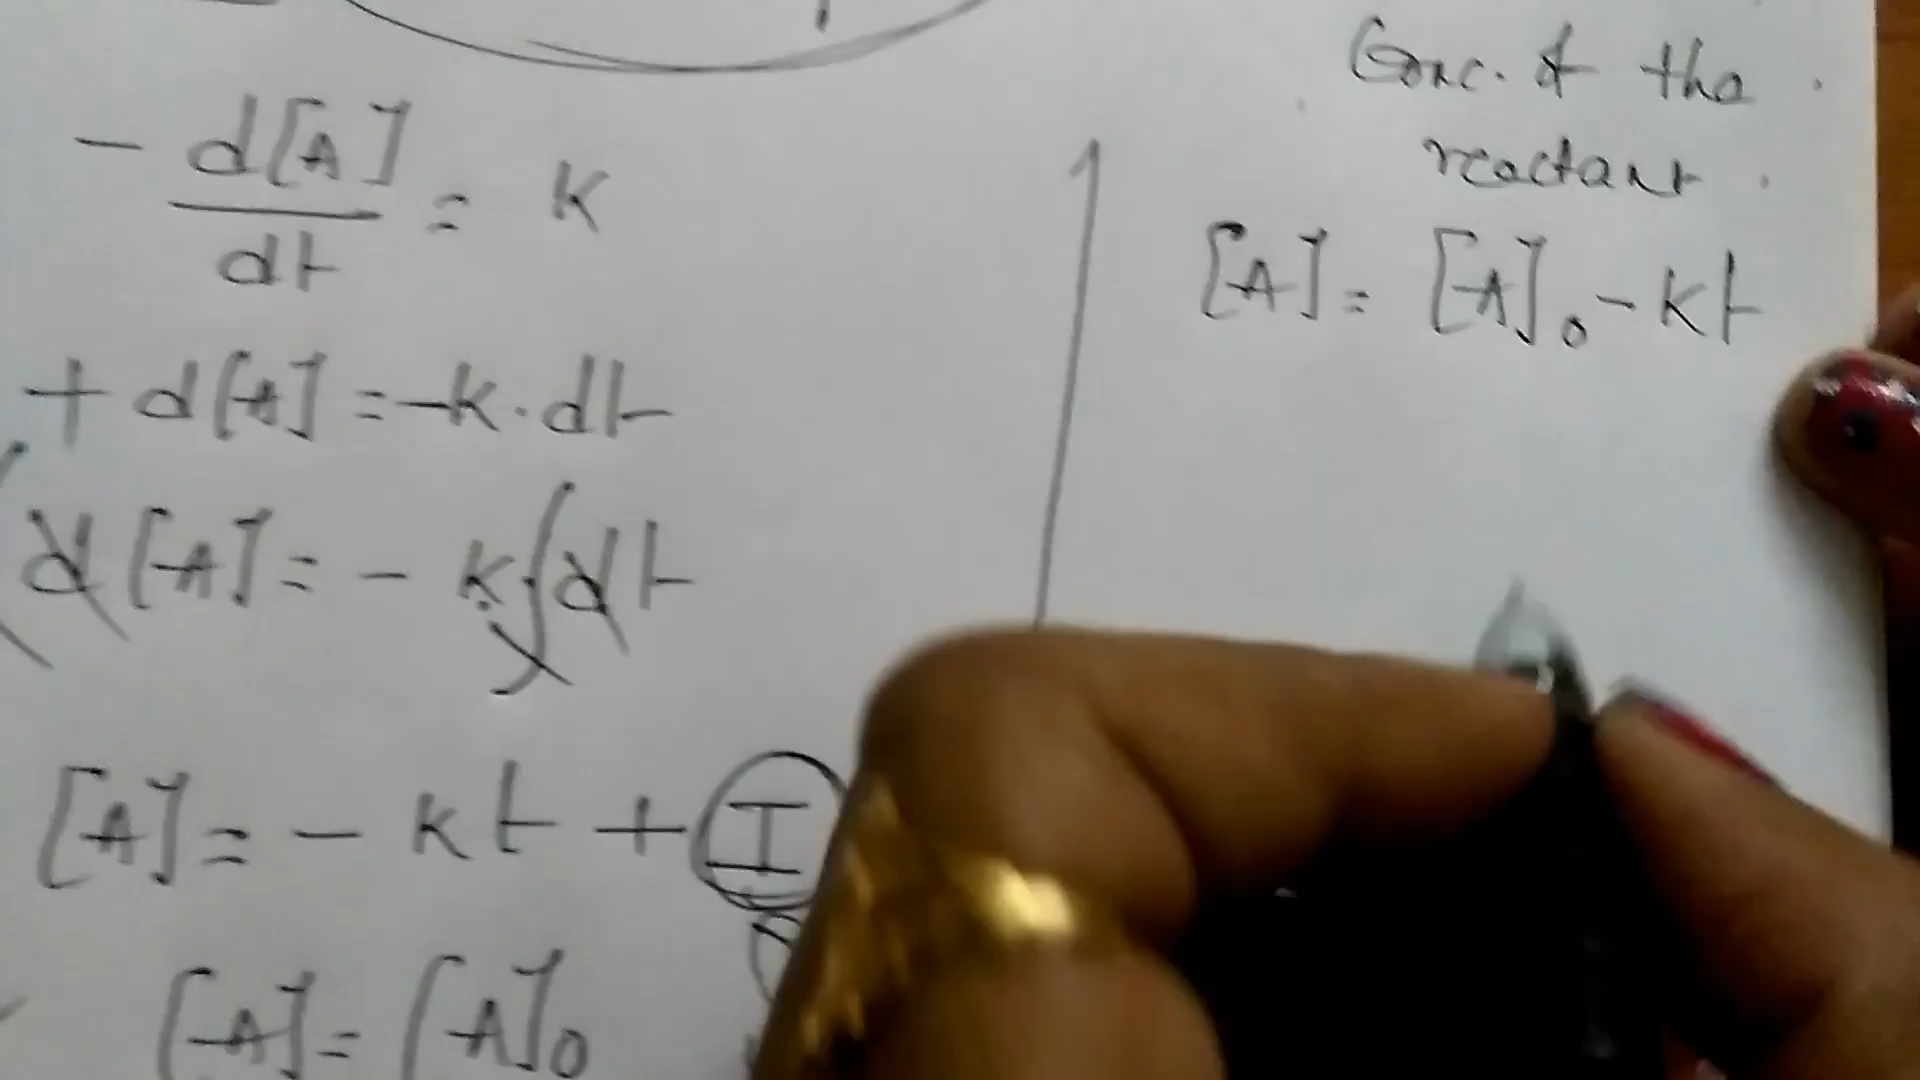 - d[A]/dt = K
+ d[A] = -K.dt
∫d[A] = - K∫dt
[A] = - Kt + I
[A] = [A]₀
Conc. of the
reactant.
[A] = [A]₀ - Kt